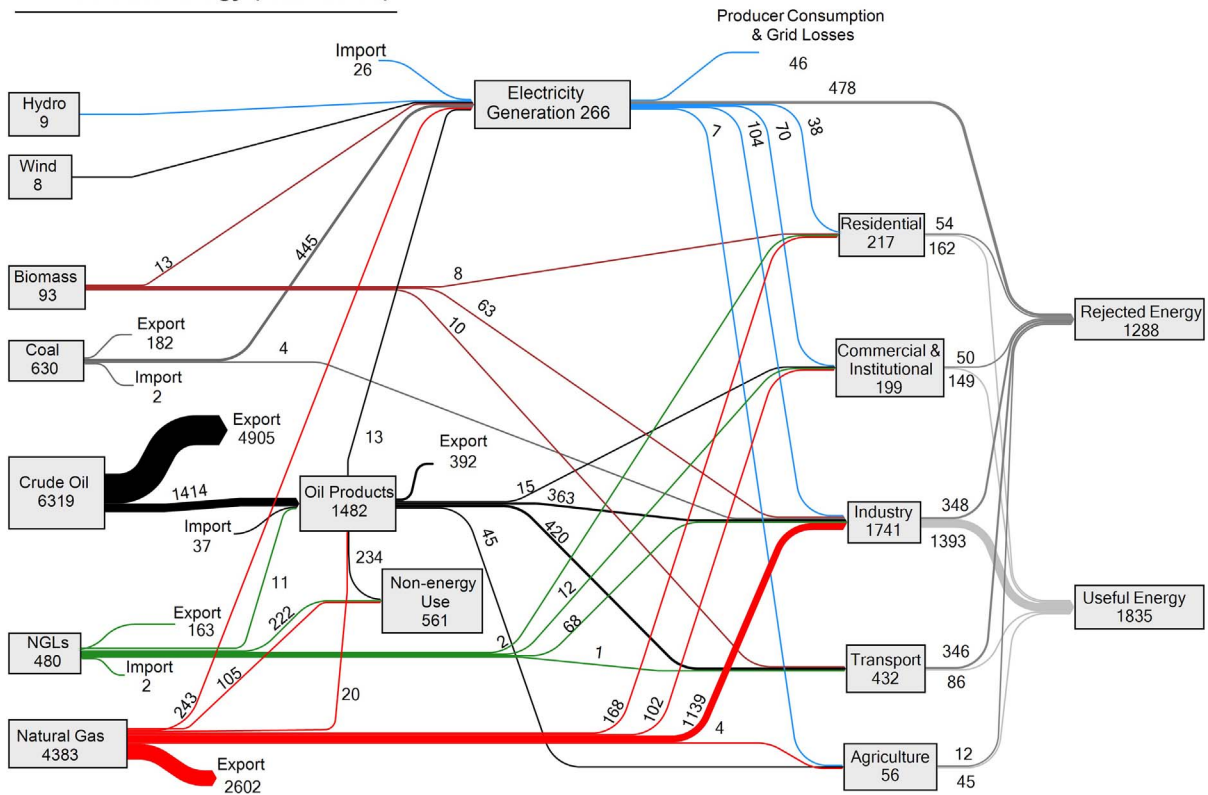 Producer Consumption
& Grid Losses
46
Import
26
Electricity
Generation 266
478
Hydro
9
7
104
70
38
Wind
8
Residential
217
54
162
445
Biomass
93
13
8
63
10
Rejected Energy
1288
Export
182
Coal
630
4
Import
2
Commercial &
Institutional
199
50
149
Export
4905
13
Export
392
Crude Oil
6319
1414
Oil Products
1482
15
363
Import
37
420
45
Industry
1741
348
1393
234
Non-energy
Use
561
11
222
12
68
Useful Energy
1835
Export
163
NGLs
480
2
1
Import
2
Transport
432
346
86
243
105
20
168
102
1139
4
Natural Gas
4383
Export
2602
Agriculture
56
12
45